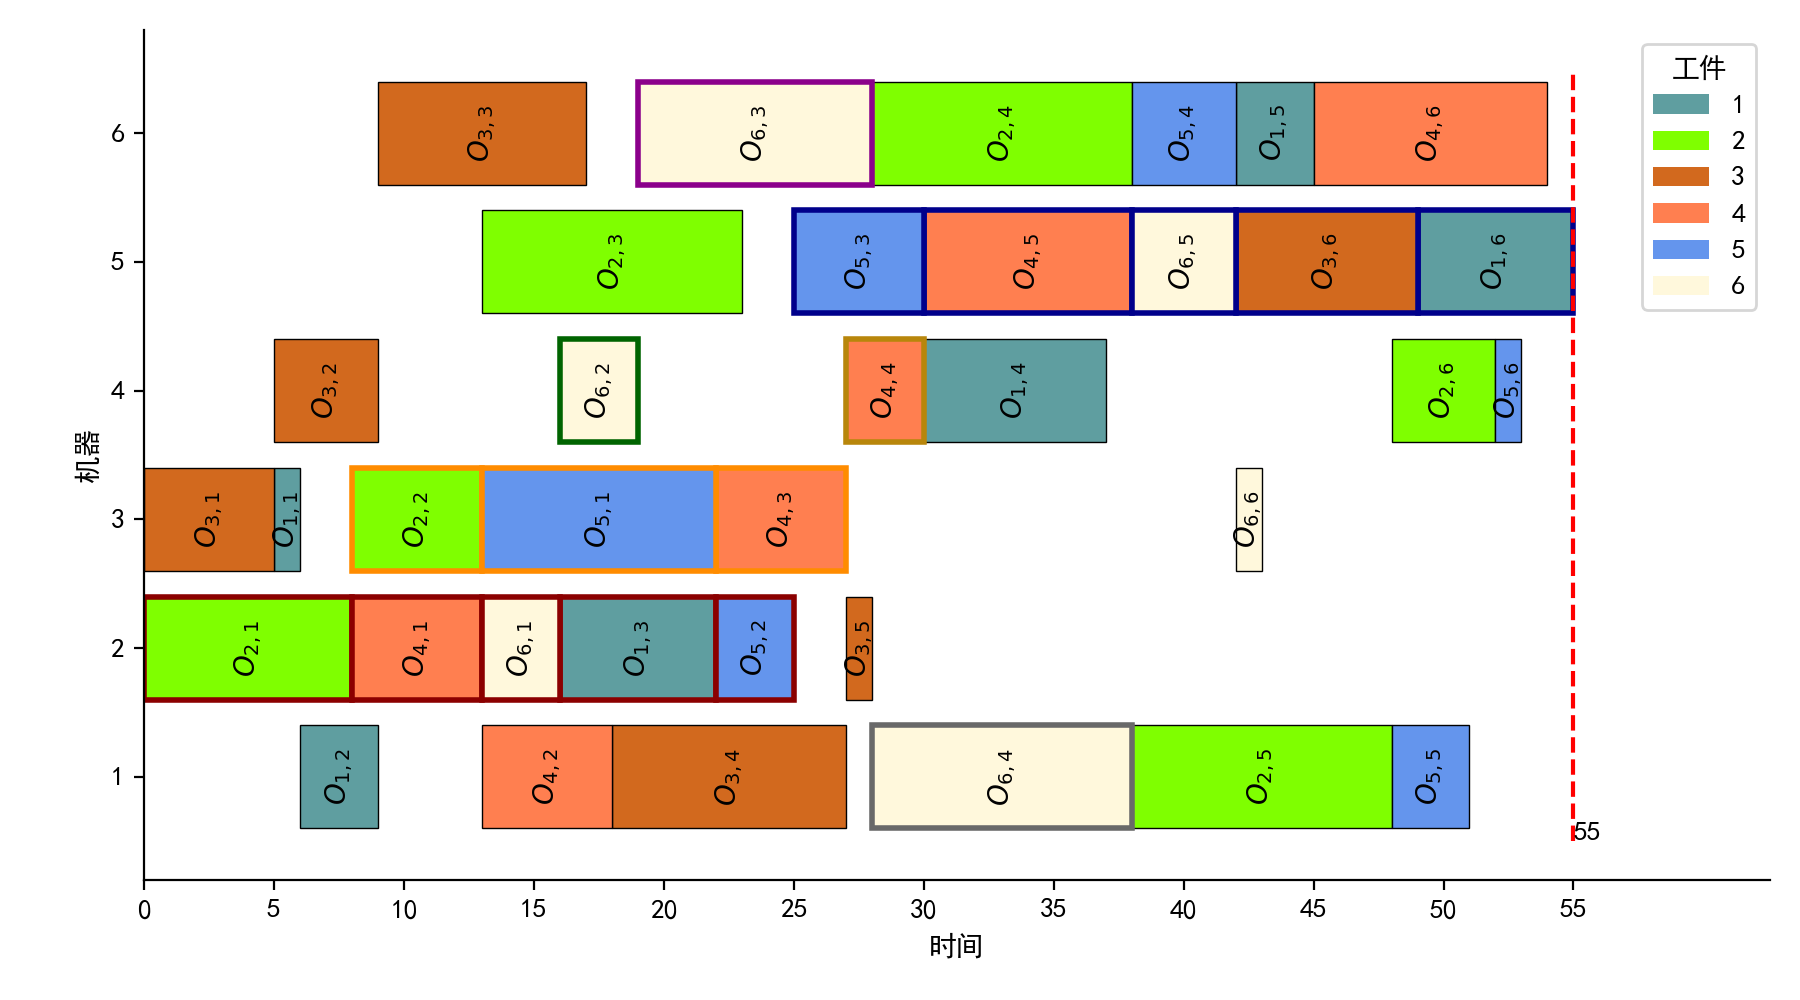 工件
1
2
3
4
5
6
机器
6
5
4
3
2
1
O3,3 O6,3 O2,4 O5,4 O1,5 O4,6
O2,3 O5,3 O4,5 O6,5 O3,6 O1,6
O3,2 O6,2 O4,4 O1,4 O2,6 O5,6
O3,1 O1,1 O2,2 O5,1 O4,3 O6,6
O2,1 O4,1 O6,1 O1,3 O5,2 O3,5
O1,2 O4,2 O3,4 O6,4 O2,5 O5,5
55
0 5 10 15 20 25 30 35 40 45 50 55
时间